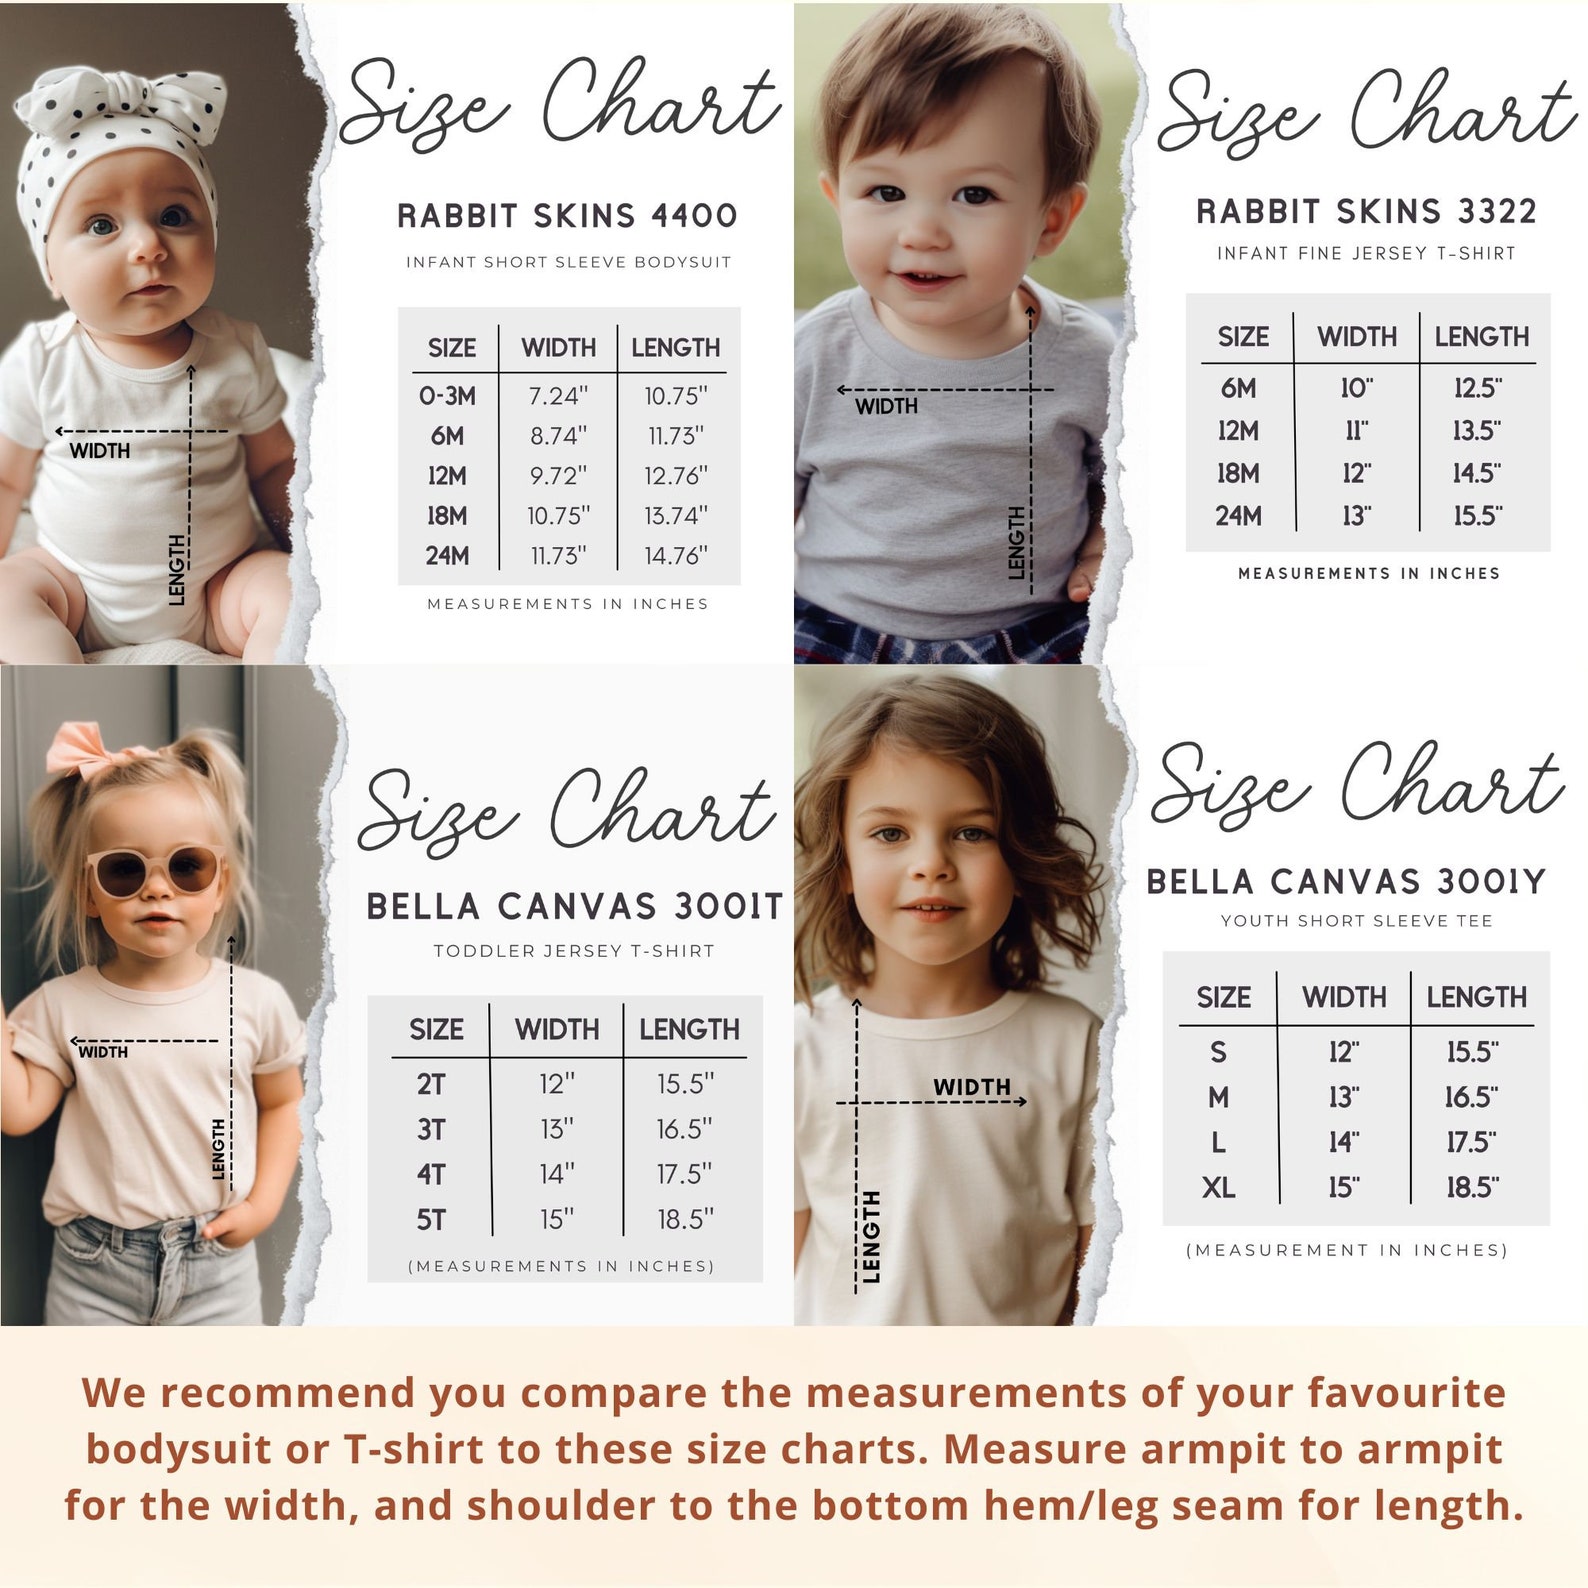 Size Chart
RABBIT SKINS 4400
INFANT SHORT SLEEVE BODYSUIT
SIZE WIDTH LENGTH
0-3M 7.24" 10.75"
6M 8.74" 11.73"
12M 9.72" 12.76"
18M 10.75" 13.74"
24M 11.73" 14.76"
MEASUREMENTS IN INCHES
WIDTH
LENGTH
Size Chart
RABBIT SKINS 3322
INFANT FINE JERSEY T-SHIRT
SIZE WIDTH LENGTH
6M 10" 12.5"
12M 11" 13.5"
18M 12" 14.5"
24M 13" 15.5"
MEASUREMENTS IN INCHES
WIDTH
LENGTH
Size Chart
BELLA CANVAS 3001T
TODDLER JERSEY T-SHIRT
SIZE WIDTH LENGTH
2T 12" 15.5"
3T 13" 16.5"
4T 14" 17.5"
5T 15" 18.5"
(MEASUREMENTS IN INCHES)
WIDTH
LENGTH
Size Chart
BELLA CANVAS 3001Y
YOUTH SHORT SLEEVE TEE
SIZE WIDTH LENGTH
S 12" 15.5"
M 13" 16.5"
L 14" 17.5"
XL 15" 18.5"
(MEASUREMENT IN INCHES)
WIDTH
LENGTH
We recommend you compare the measurements of your favourite
bodysuit or T-shirt to these size charts. Measure armpit to armpit
for the width, and shoulder to the bottom hem/leg seam for length.